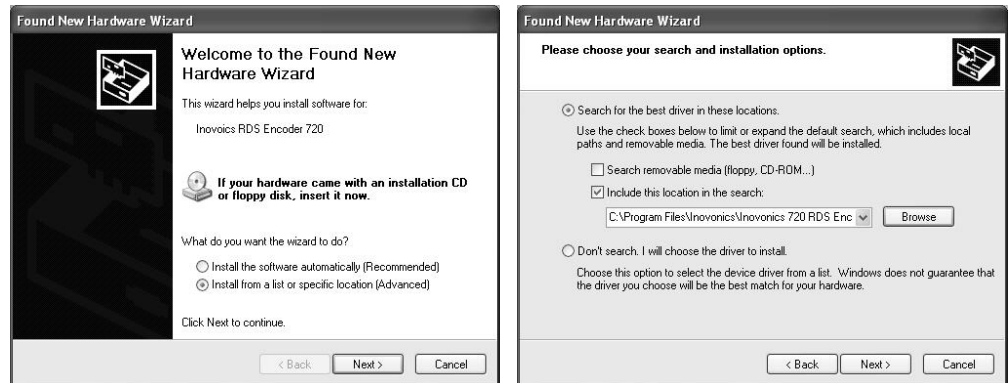 Found New Hardware Wizard
Welcome to the Found New
Hardware Wizard
This wizard helps you install software for:
Inovoics RDS Encoder 720
If your hardware came with an installation CD
or floppy disk, insert it now.
What do you want the wizard to do?
Install the software automatically (Recommended)
Install from a list or specific location (Advanced)
Click Next to continue.
< Back
Next >
Cancel
Found New Hardware Wizard
Please choose your search and installation options.
Search for the best driver in these locations.
Use the check boxes below to limit or expand the default search, which includes local
paths and removable media. The best driver found will be installed.
Search removable media (floppy, CD-ROM...)
Include this location in the search:
C:\Program Files\Inovonics\Inovonics 720 RDS Enc
Browse
Don't search. I will choose the driver to install.
Choose this option to select the device driver from a list. Windows does not guarantee that
the driver you choose will be the best match for your hardware.
< Back
Next >
Cancel